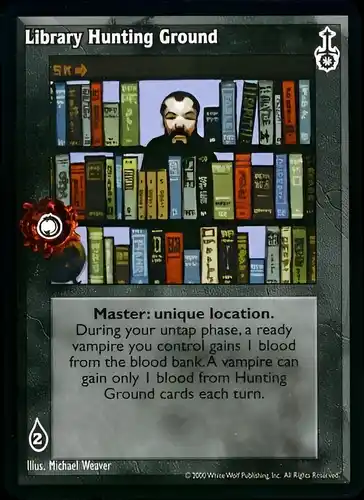 Library Hunting Ground
SK→
Master: unique location.
During your untap phase, a ready
vampire you control gains 1 blood
from the blood bank. A vampire can
gain only 1 blood from Hunting
Ground cards each turn.
2
Illus. Michael Weaver
© 2000 White Wolf Publishing, Inc. All Rights Reserved.